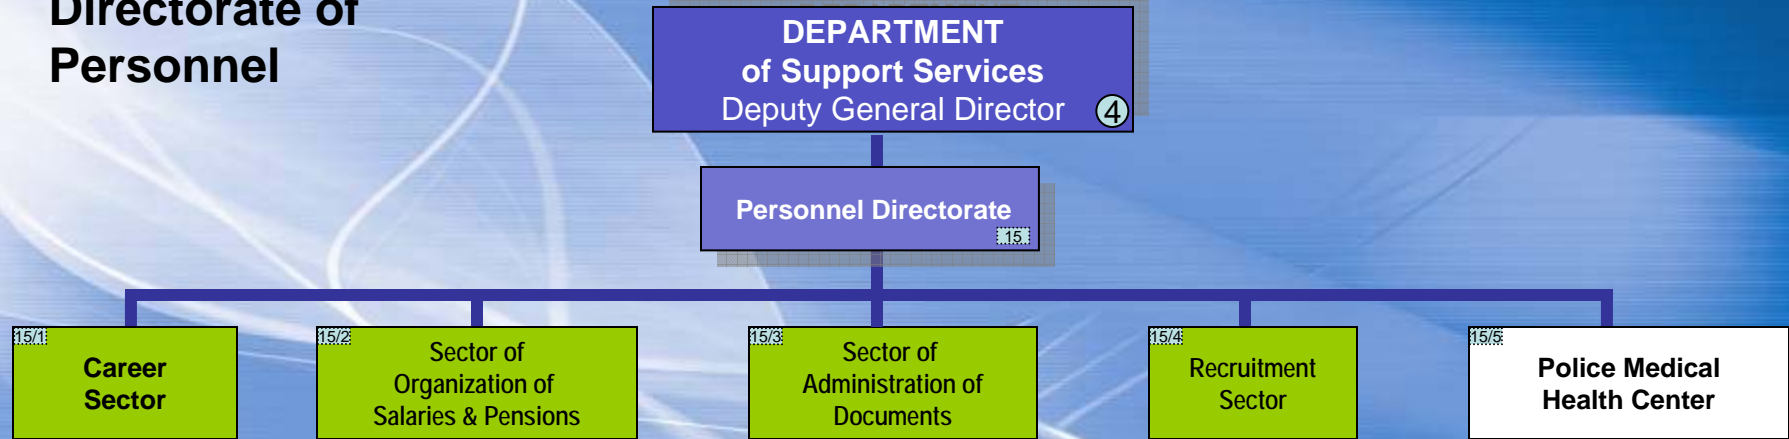 Directorate of
Personnel
DEPARTMENT
of Support Services
Deputy General Director
4
Personnel Directorate
15
15/1
Career
Sector
15/2
Sector of
Organization of
Salaries & Pensions
15/3
Sector of
Administration of
Documents
15/4
Recruitment
Sector
15/5
Police Medical
Health Center